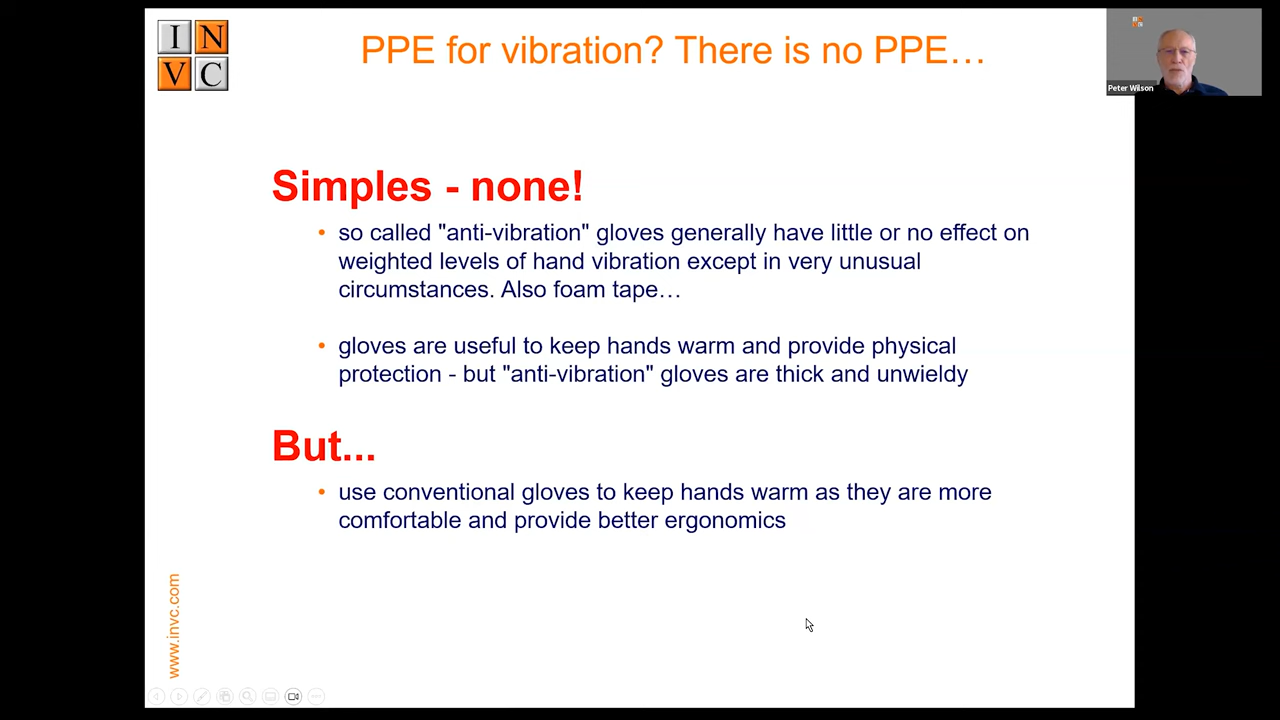 I N
V C
PPE for vibration? There is no PPE…
Peter Wilson
Simples - none!
• so called "anti-vibration" gloves generally have little or no effect on
weighted levels of hand vibration except in very unusual
circumstances. Also foam tape…
• gloves are useful to keep hands warm and provide physical
protection - but "anti-vibration" gloves are thick and unwieldy
But...
• use conventional gloves to keep hands warm as they are more
comfortable and provide better ergonomics
www.invc.com